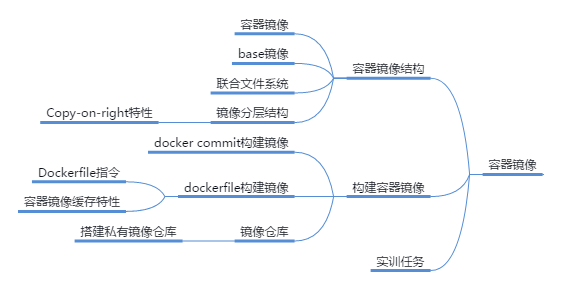 容器镜像
base镜像
容器镜像结构
联合文件系统
Copy-on-right特性
镜像分层结构
docker commit构建镜像
容器镜像
Dockerfile指令
dockerfile构建镜像
构建容器镜像
容器镜像缓存特性
搭建私有镜像仓库
镜像仓库
实训任务